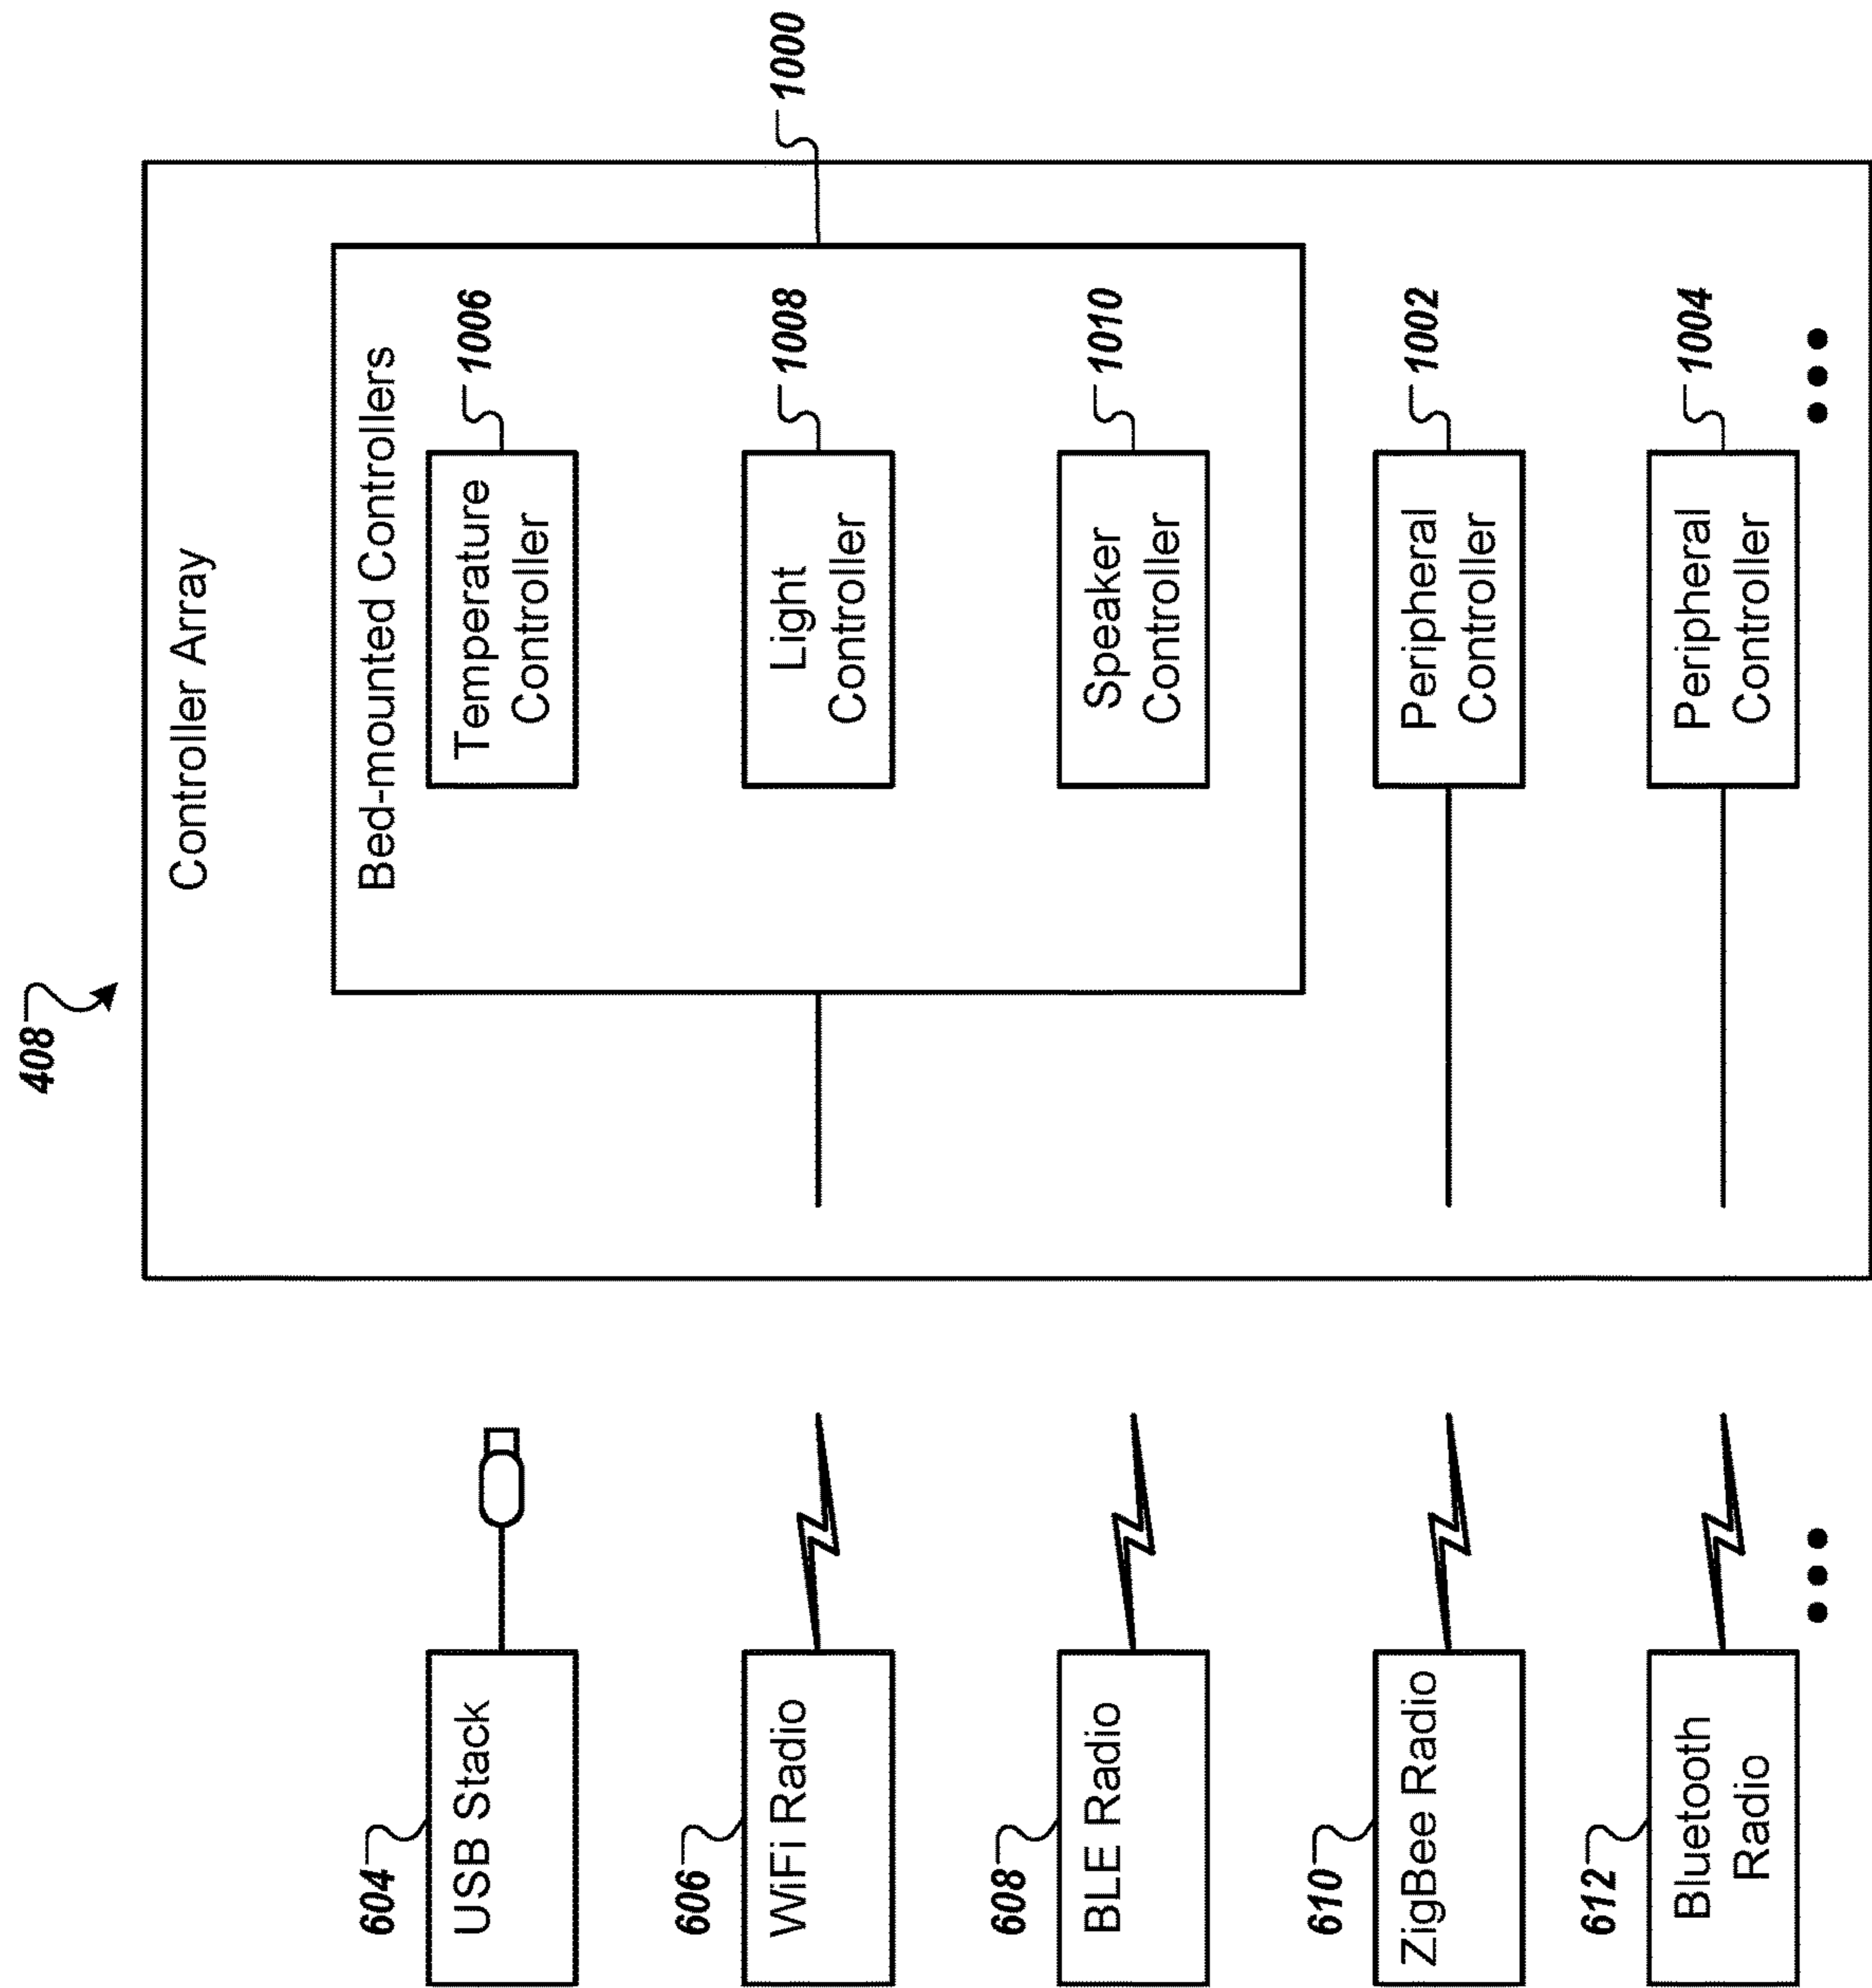 408
Controller Array
Bed-mounted Controllers
1000
604
USB Stack
Temperature
Controller
1006
606
WiFi Radio
Light
Controller
1008
608
BLE Radio
Speaker
Controller
1010
610
ZigBee Radio
Peripheral
Controller
1002
612
Bluetooth
Radio
Peripheral
Controller
1004